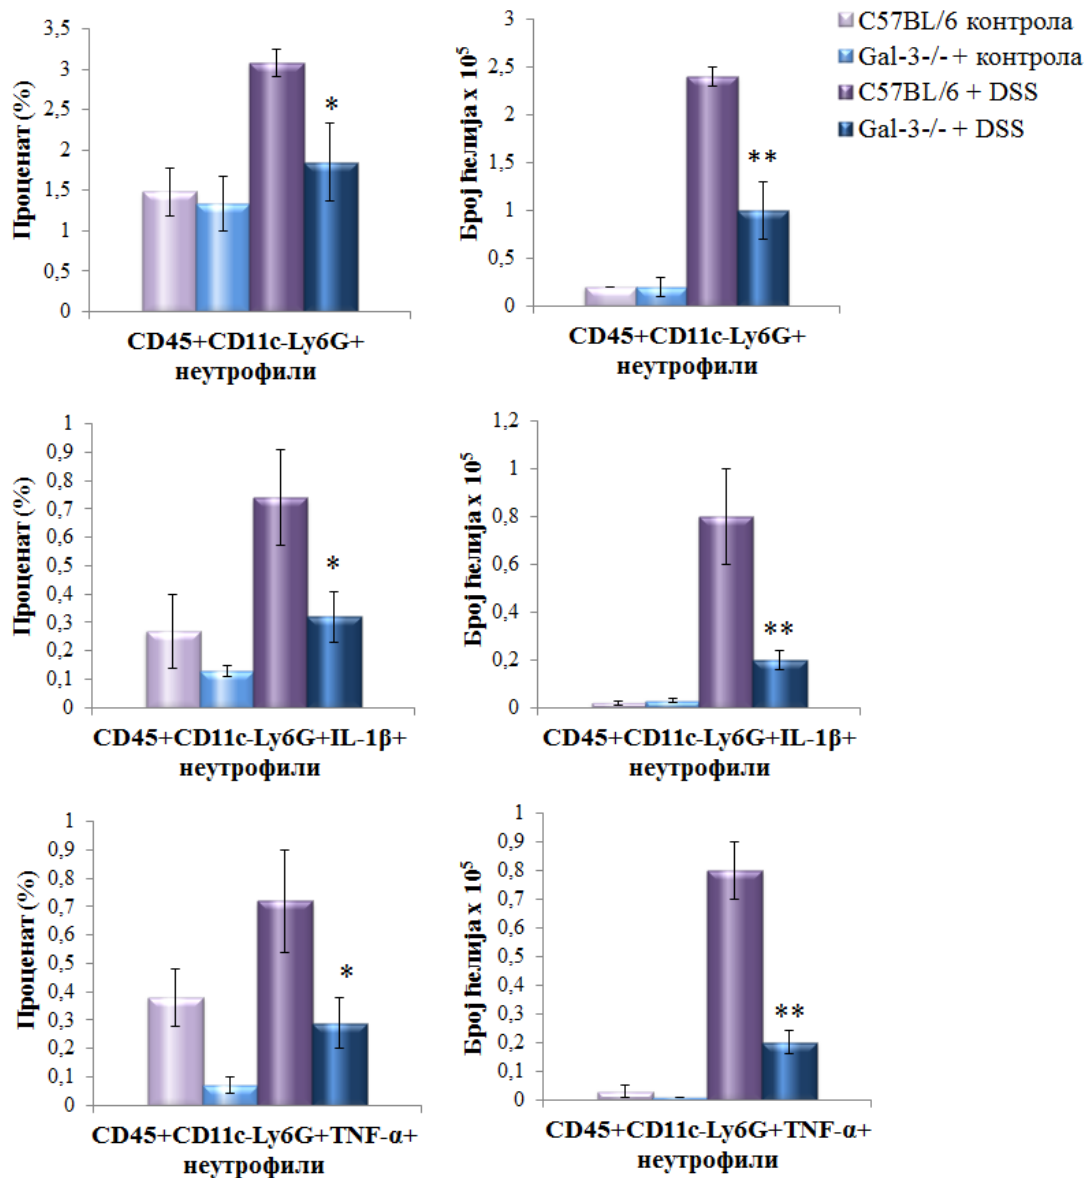 C57BL/6 контрола
Gal-3-/- + контрола
C57BL/6 + DSS
Gal-3-/- + DSS
Проценат (%)
3,5
3
2,5
2
1,5
1
0,5
0
*
CD45+CD11c-Ly6G+
неутрофили
Број ћелија x 10⁵
3
2,5
2
1,5
1
0,5
0
**
CD45+CD11c-Ly6G+
неутрофили
Проценат (%)
1
0,9
0,8
0,7
0,6
0,5
0,4
0,3
0,2
0,1
0
*
CD45+CD11c-Ly6G+IL-1β+
неутрофили
Број ћелија x 10⁵
1,2
1
0,8
0,6
0,4
0,2
0
**
CD45+CD11c-Ly6G+IL-1β+
неутрофили
Проценат (%)
1
0,9
0,8
0,7
0,6
0,5
0,4
0,3
0,2
0,1
0
*
CD45+CD11c-Ly6G+TNF-α+
неутрофили
Број ћелија x 10⁵
1
0,9
0,8
0,7
0,6
0,5
0,4
0,3
0,2
0,1
0
**
CD45+CD11c-Ly6G+TNF-α+
неутрофили